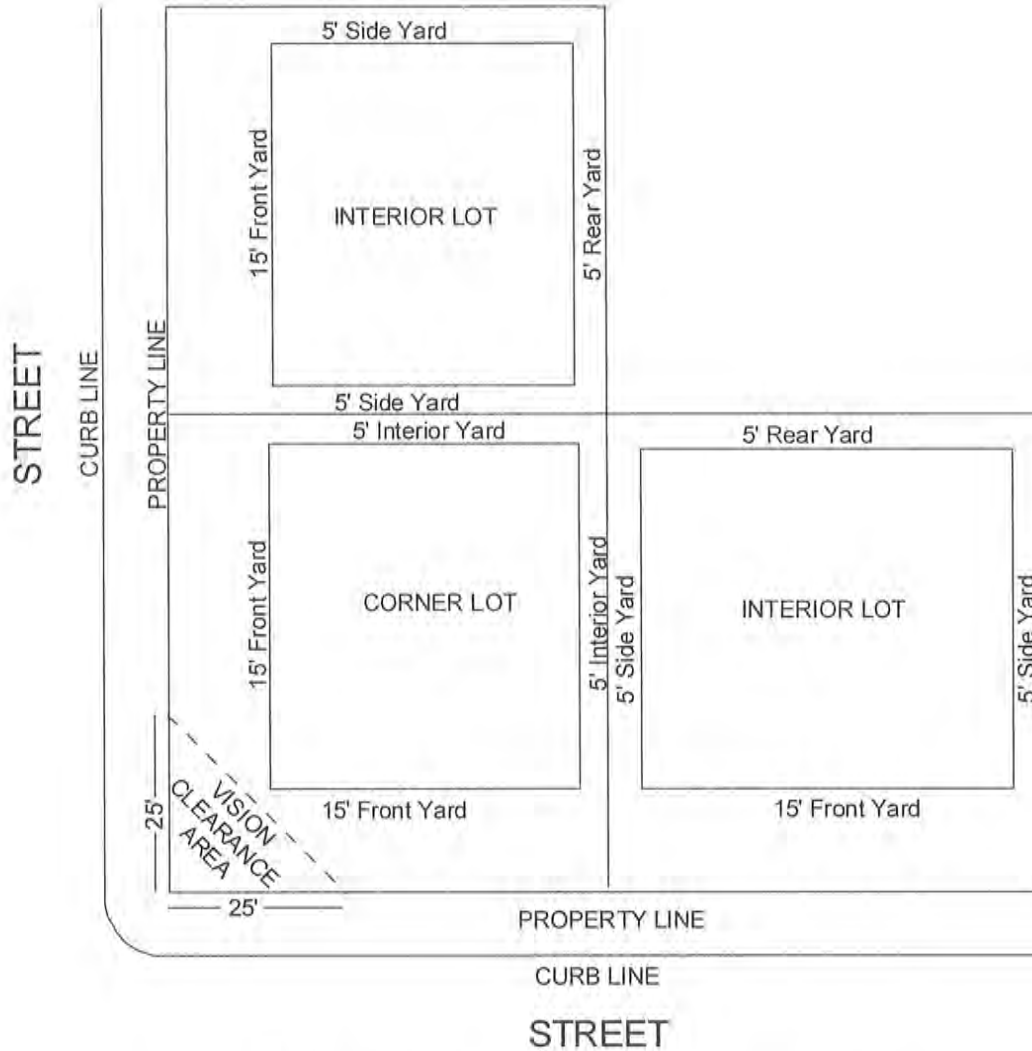 5' Side Yard
15' Front Yard
INTERIOR LOT
5' Rear Yard
STREET
CURB LINE
PROPERTY LINE
5' Side Yard
5' Interior Yard
5' Rear Yard
15' Front Yard
CORNER LOT
5' Interior Yard
5' Side Yard
INTERIOR LOT
5' Side Yard
15' Front Yard
15' Front Yard
25'
VISION
CLEARANCE
AREA
25'
PROPERTY LINE
CURB LINE
STREET